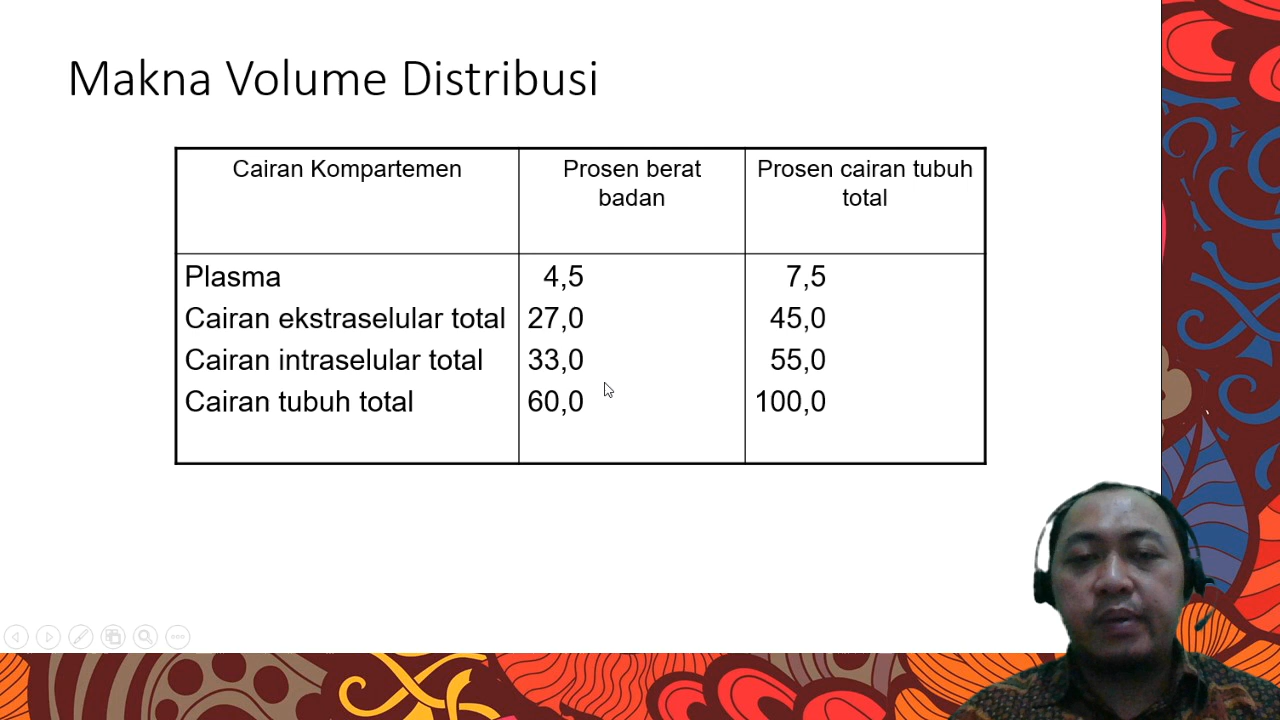 Makna Volume Distribusi
Cairan Kompartemen
Prosen berat
badan
Prosen cairan tubuh
total
Plasma 4,5 7,5
Cairan ekstraselular total 27,0 45,0
Cairan intraselular total 33,0 55,0
Cairan tubuh total 60,0 100,0